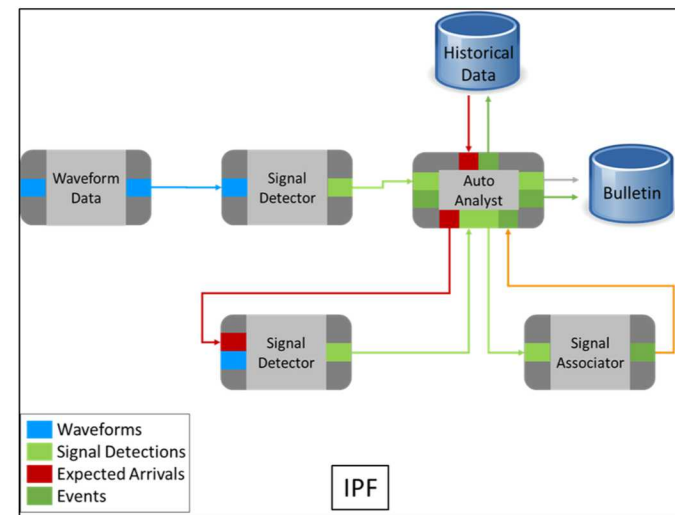 Historical
Data
Waveform
Data
Signal
Detector
Auto
Analyst
Bulletin
Signal
Detector
Signal
Associator
Waveforms
Signal Detections
Expected Arrivals
Events
IPF